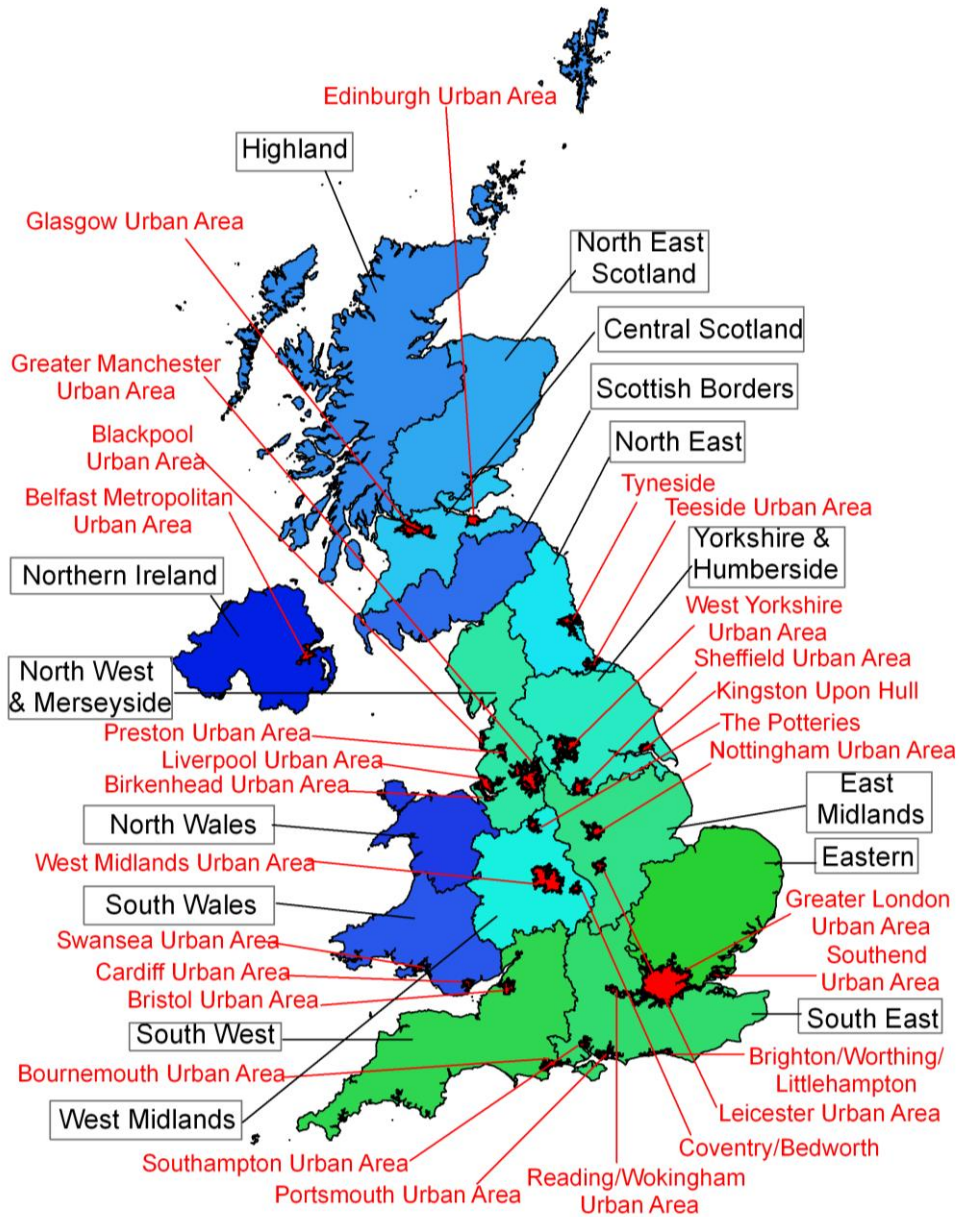 Edinburgh Urban Area
Highland
Glasgow Urban Area
North East
Scotland
Central Scotland
Greater Manchester
Urban Area
Scottish Borders
Blackpool
Urban Area
North East
Belfast Metropolitan
Urban Area
Tyneside
Teeside Urban Area
Yorkshire &
Humberside
Northern Ireland
West Yorkshire
Urban Area
Sheffield Urban Area
North West
& Merseyside
Kingston Upon Hull
The Potteries
Preston Urban Area
Nottingham Urban Area
Liverpool Urban Area
Birkenhead Urban Area
East
Midlands
North Wales
West Midlands Urban Area
Eastern
South Wales
Greater London
Urban Area
Swansea Urban Area
Southend
Urban Area
Cardiff Urban Area
Bristol Urban Area
South West
South East
Bournemouth Urban Area
Brighton/Worthing/
Littlehampton
West Midlands
Leicester Urban Area
Coventry/Bedworth
Southampton Urban Area
Portsmouth Urban Area
Reading/Wokingham
Urban Area